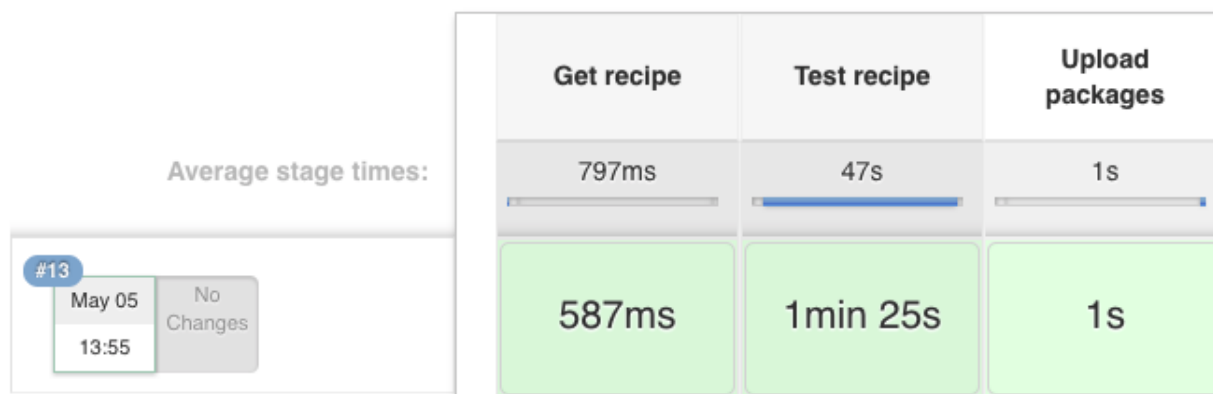 Get recipe
Test recipe
Upload
packages
Average stage times:
797ms
47s
1s
#13
May 05
13:55
No
Changes
587ms
1min 25s
1s